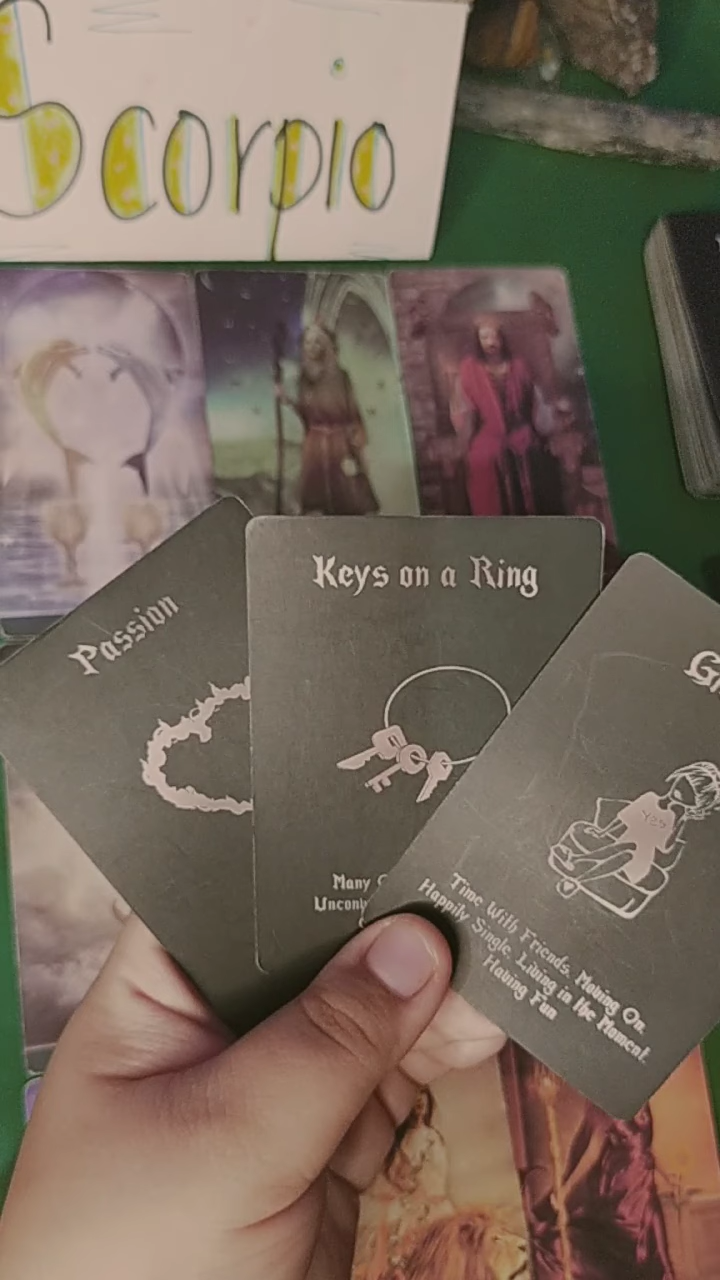 Scorpio
Passion
Keys on a Ring
Many
Time With Friends, Moving On,
Happily Single, Living in the Moment,
Having Fun